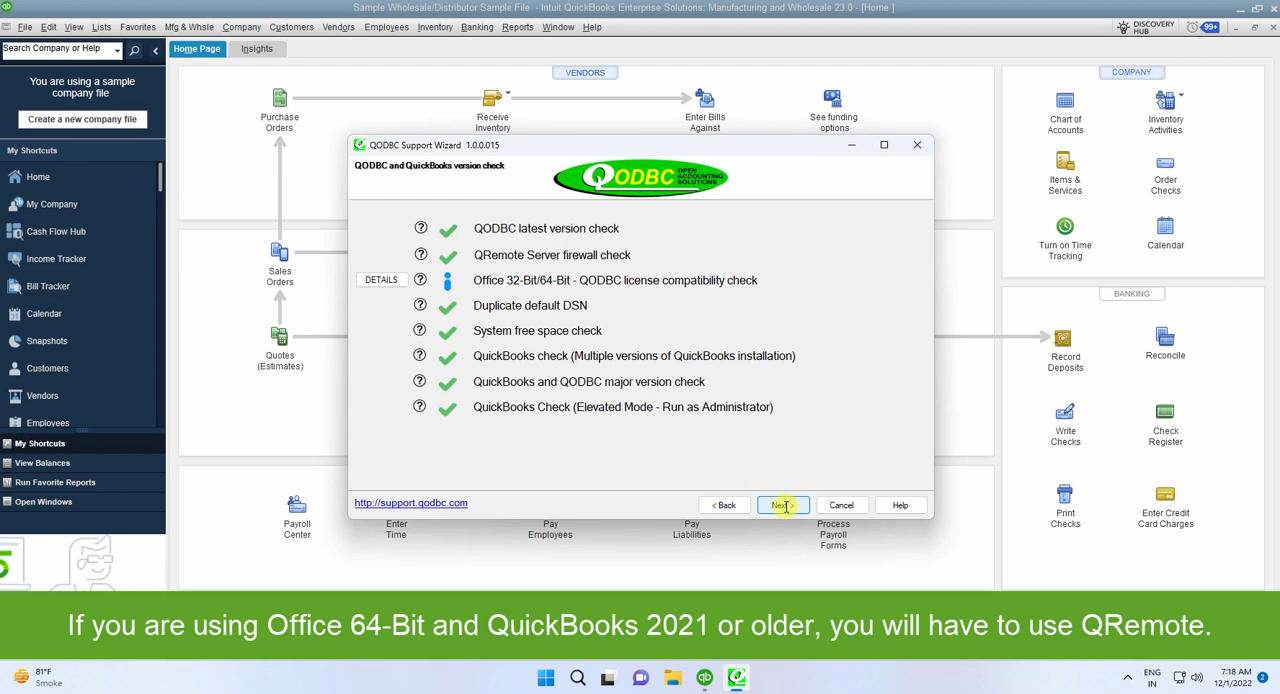 Sample Wholesale/Distributor Sample File - Intuit QuickBooks Enterprise Solutions: Manufacturing and Wholesale 23.0 - [Home ]
File Edit View Lists Favorites Mfg & Whsle Company Customers Vendors Employees Inventory Banking Reports Window Help
DISCOVERY HUB 99+
Search Company or Help
Home Page Insights
You are using a sample
company file
Create a new company file
My Shortcuts
Home
My Company
Cash Flow Hub
Income Tracker
Bill Tracker
Calendar
Snapshots
Customers
Vendors
Employees
My Shortcuts
View Balances
Run Favorite Reports
Open Windows
VENDORS
Purchase
Orders
Receive
Inventory
Enter Bills
Against
See funding
options
Sales
Orders
Quotes
(Estimates)
QODBC Support Wizard 1.0.0.015
QODBC and QuickBooks version check
QODBC OPEN
ACCOUNTING
SOLUTIONS
QODBC latest version check
QRemote Server firewall check
DETAILS Office 32-Bit/64-Bit - QODBC license compatibility check
Duplicate default DSN
System free space check
QuickBooks check (Multiple versions of QuickBooks installation)
QuickBooks and QODBC major version check
QuickBooks Check (Elevated Mode - Run as Administrator)
http://support.qodbc.com
< Back Next > Cancel Help
Payroll
Center
Enter
Time
Pay
Employees
Pay
Liabilities
Process
Payroll
Forms
COMPANY
Chart of
Accounts
Inventory
Activities
Items &
Services
Order
Checks
Turn on Time
Tracking
Calendar
BANKING
Record
Deposits
Reconcile
Write
Checks
Check
Register
Print
Checks
Enter Credit
Card Charges
If you are using Office 64-Bit and QuickBooks 2021 or older, you will have to use QRemote.
81°F
Smoke
ENG
IN
7:18 AM
12/1/2022
2